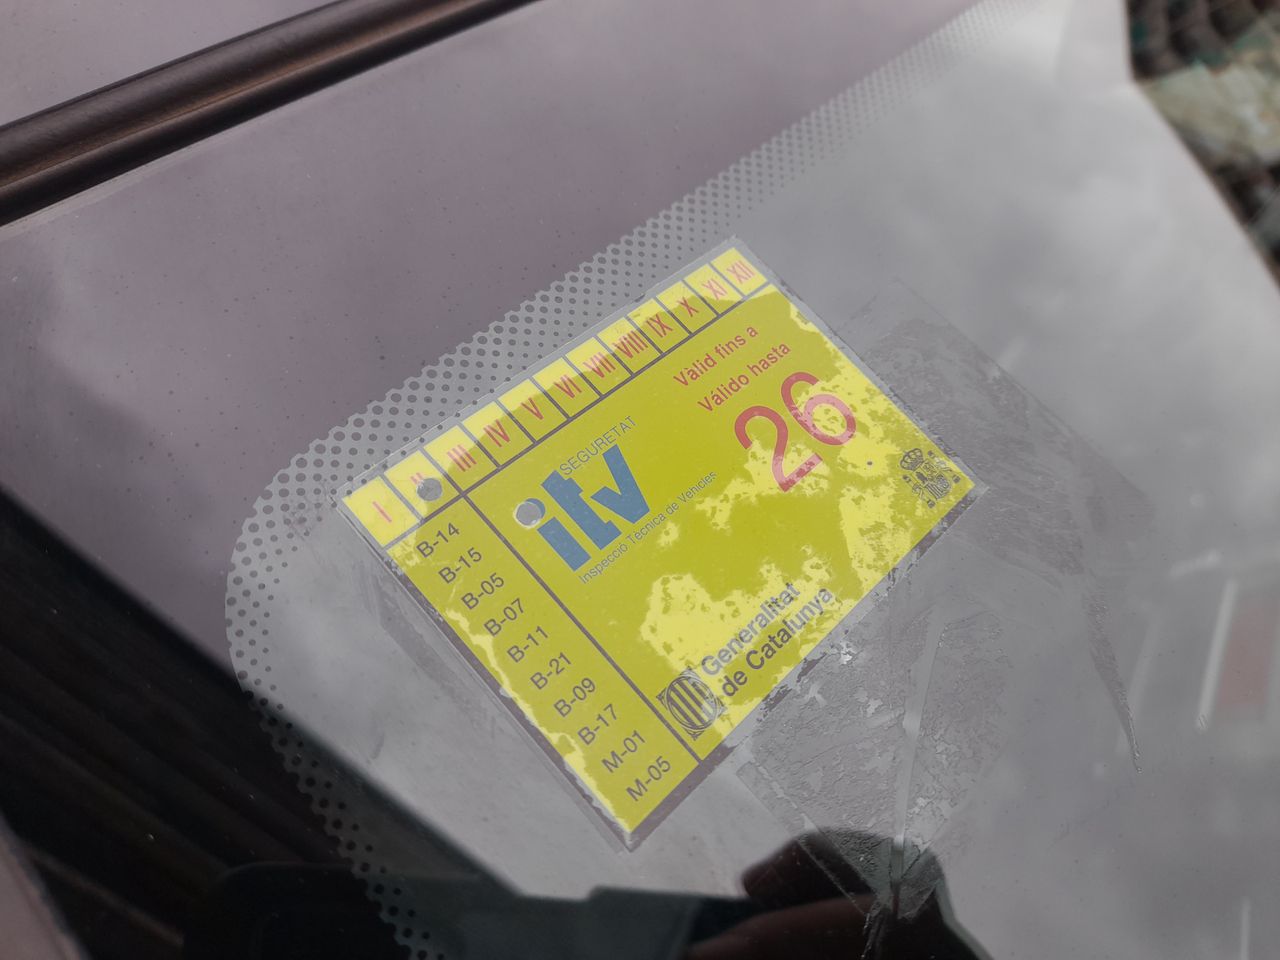 I II III IV V VI VII VIII IX X XI XII
Vàlid fins a
Válido hasta
26
SEGURETAT
itv
Inspecció Tècnica de Vehicles
B-14
B-15
B-05
B-07
B-11
B-21
B-09
B-17
M-01
M-05
Generalitat
de Catalunya